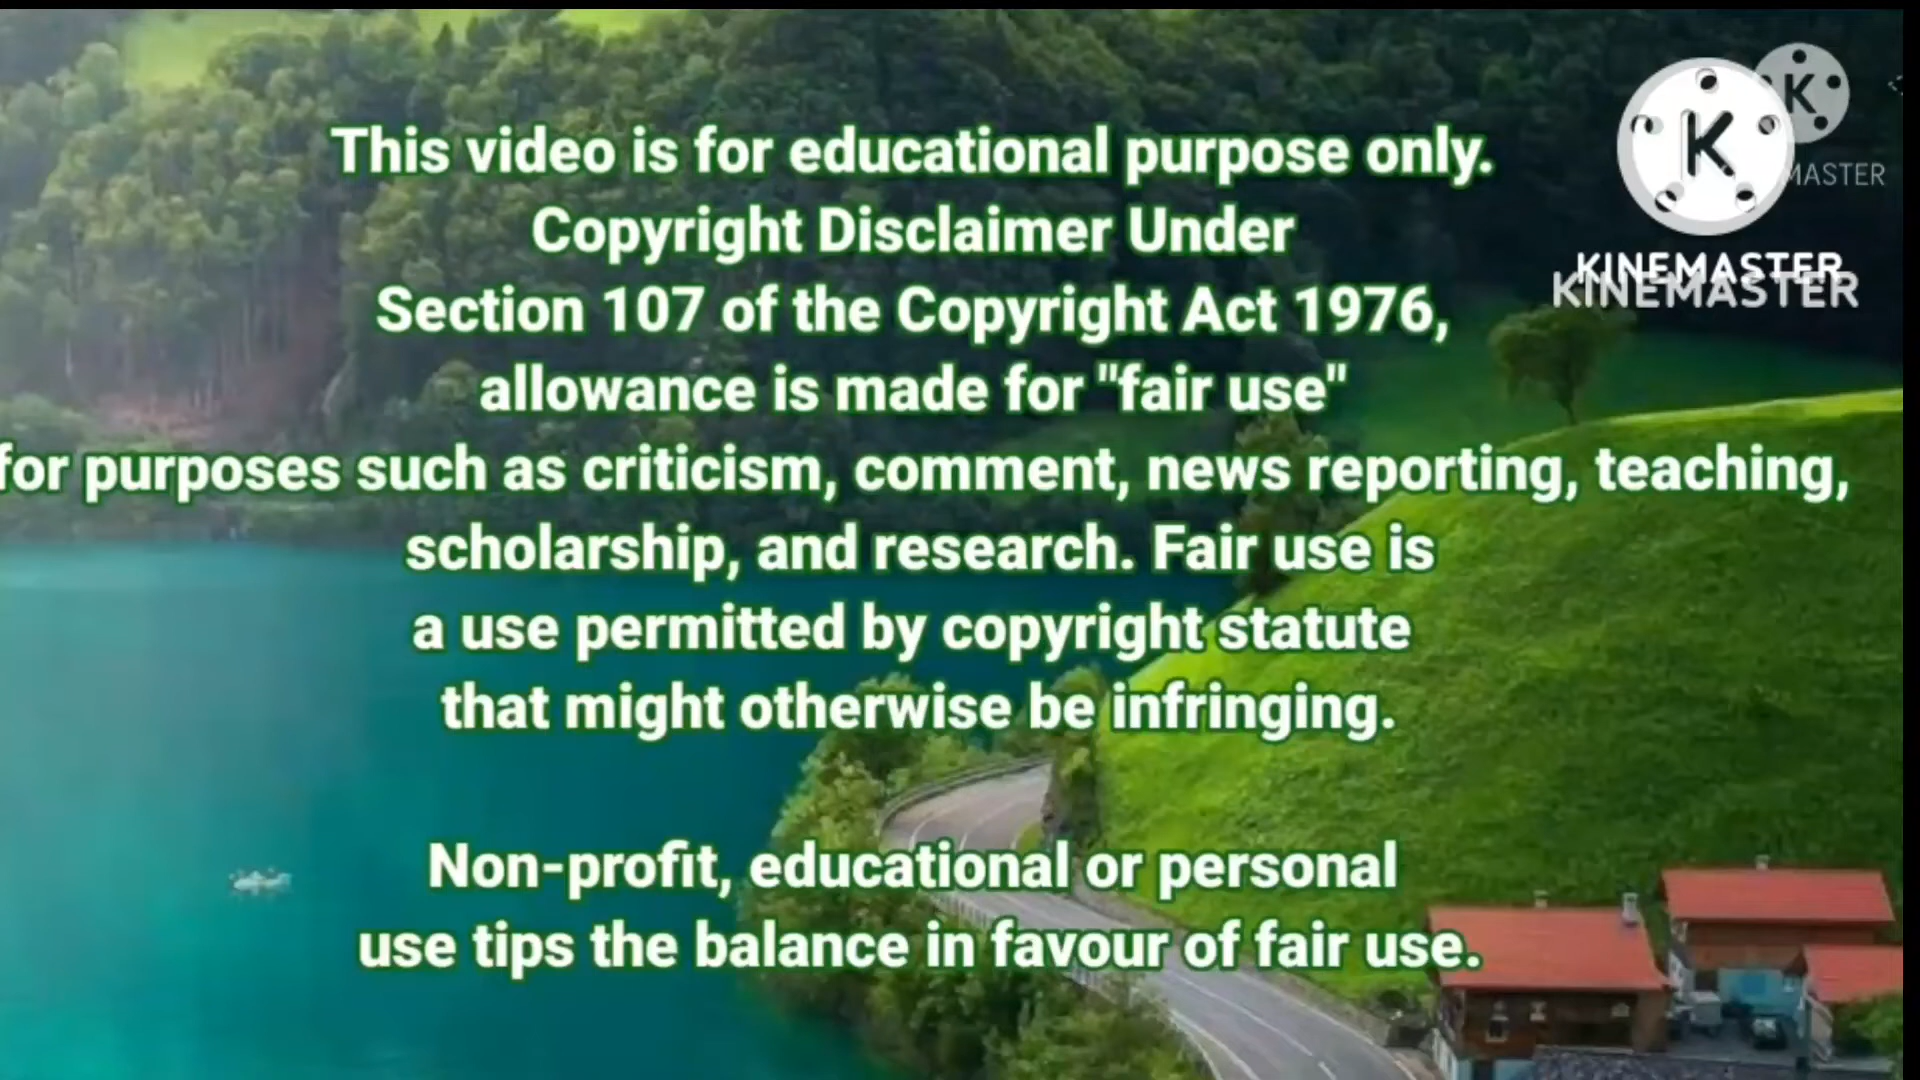 This video is for educational purpose only.
Copyright Disclaimer Under
Section 107 of the Copyright Act 1976,
allowance is made for "fair use"
for purposes such as criticism, comment, news reporting, teaching,
scholarship, and research. Fair use is
a use permitted by copyright statute
that might otherwise be infringing.
Non-profit, educational or personal
use tips the balance in favour of fair use.
K
K
MASTER
KINEMASTER
KINEMASTER